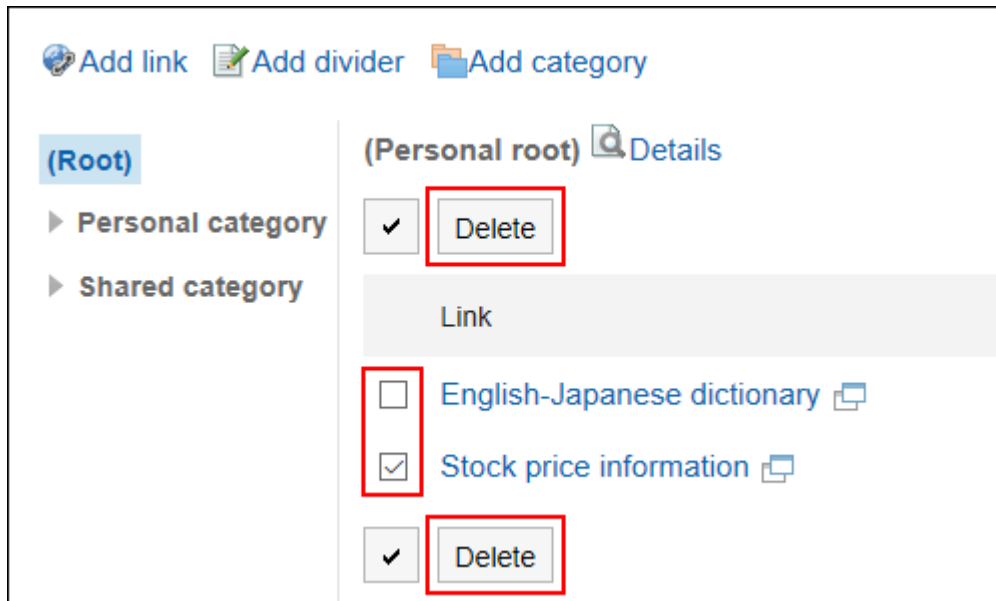 Add link Add divider Add category
(Root)
Personal category
Shared category
(Personal root) Details
Delete
Link
English-Japanese dictionary
Stock price information
Delete